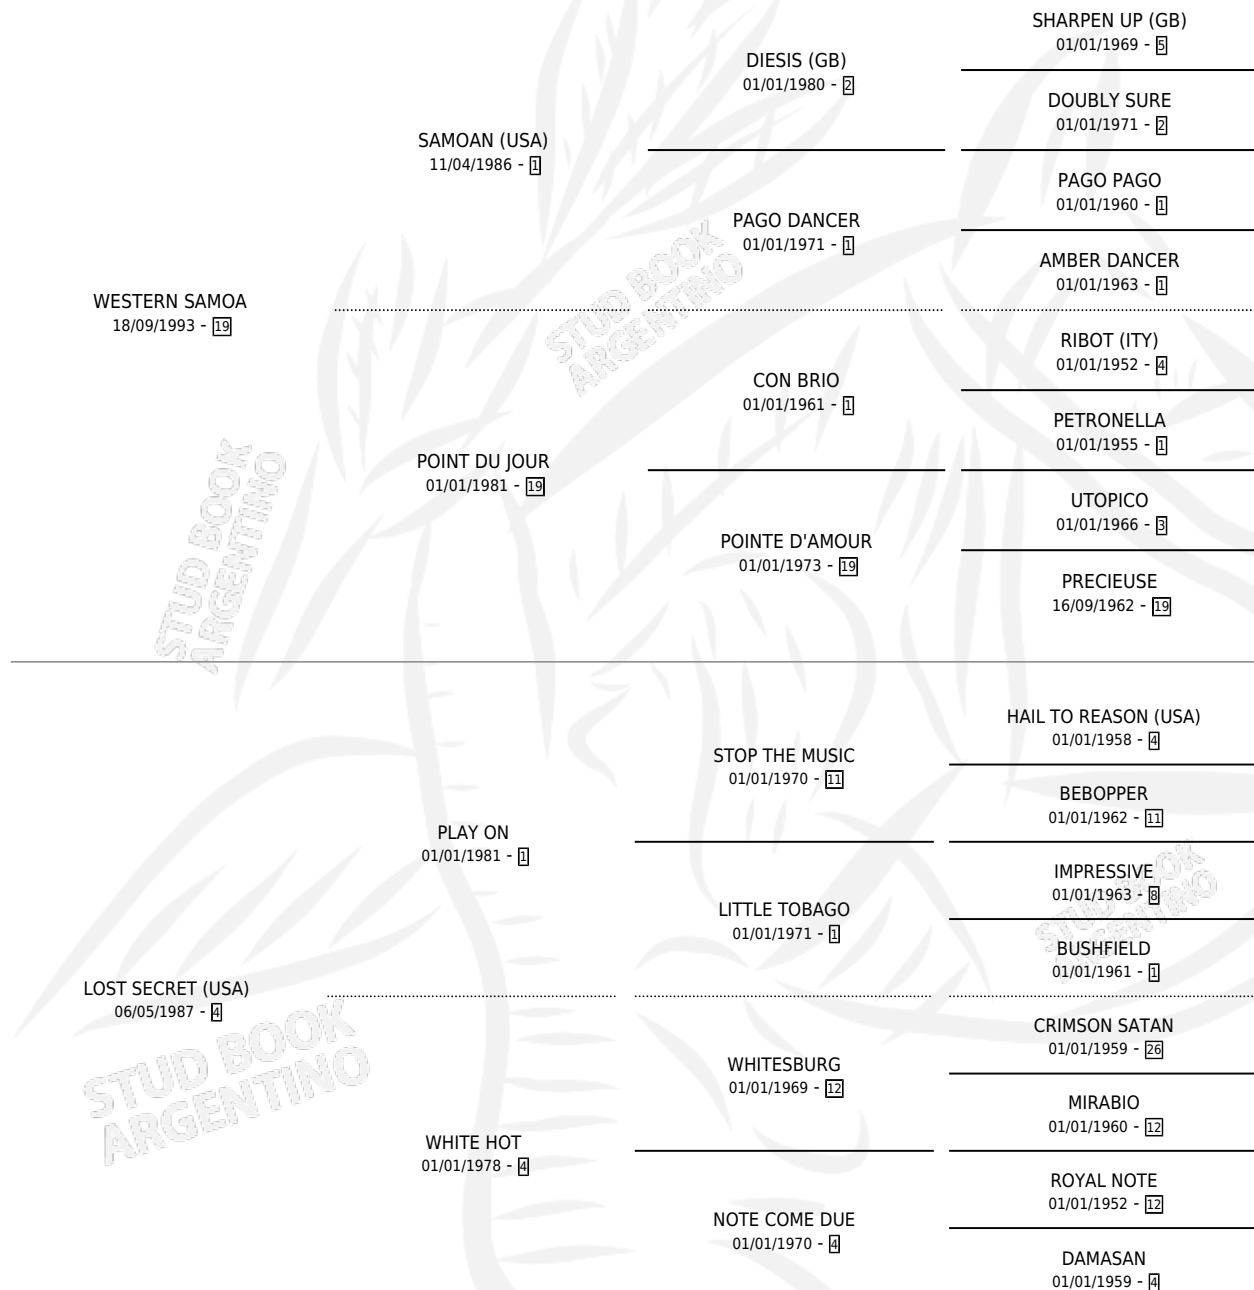 SHARPEN UP (GB)
01/01/1969 - 5
DIESIS (GB)
01/01/1980 - 2
DOUBLY SURE
01/01/1971 - 2
SAMOAN (USA)
11/04/1986 - 1
PAGO PAGO
01/01/1960 - 1
PAGO DANCER
01/01/1971 - 1
AMBER DANCER
01/01/1963 - 1
WESTERN SAMOA
18/09/1993 - 19
RIBOT (ITY)
01/01/1952 - 4
CON BRIO
01/01/1961 - 1
PETRONELLA
01/01/1955 - 1
POINT DU JOUR
01/01/1981 - 19
UTOPICO
01/01/1966 - 3
POINTE D'AMOUR
01/01/1973 - 19
PRECIEUSE
16/09/1962 - 19
HAIL TO REASON (USA)
01/01/1958 - 4
STOP THE MUSIC
01/01/1970 - 11
BEBOPPER
01/01/1962 - 11
PLAY ON
01/01/1981 - 1
IMPRESSIVE
01/01/1963 - 8
LITTLE TOBAGO
01/01/1971 - 1
BUSHFIELD
01/01/1961 - 1
LOST SECRET (USA)
06/05/1987 - 4
CRIMSON SATAN
01/01/1959 - 26
WHITESBURG
01/01/1969 - 12
MIRABIO
01/01/1960 - 12
WHITE HOT
01/01/1978 - 4
ROYAL NOTE
01/01/1952 - 12
NOTE COME DUE
01/01/1970 - 4
DAMASAN
01/01/1959 - 4
STUD BOOK
ARGENTINO
STUD BOOK
ARGENTINO
STUD BOOK
ARGENTINO
STUD BOOK
ARGENTINO